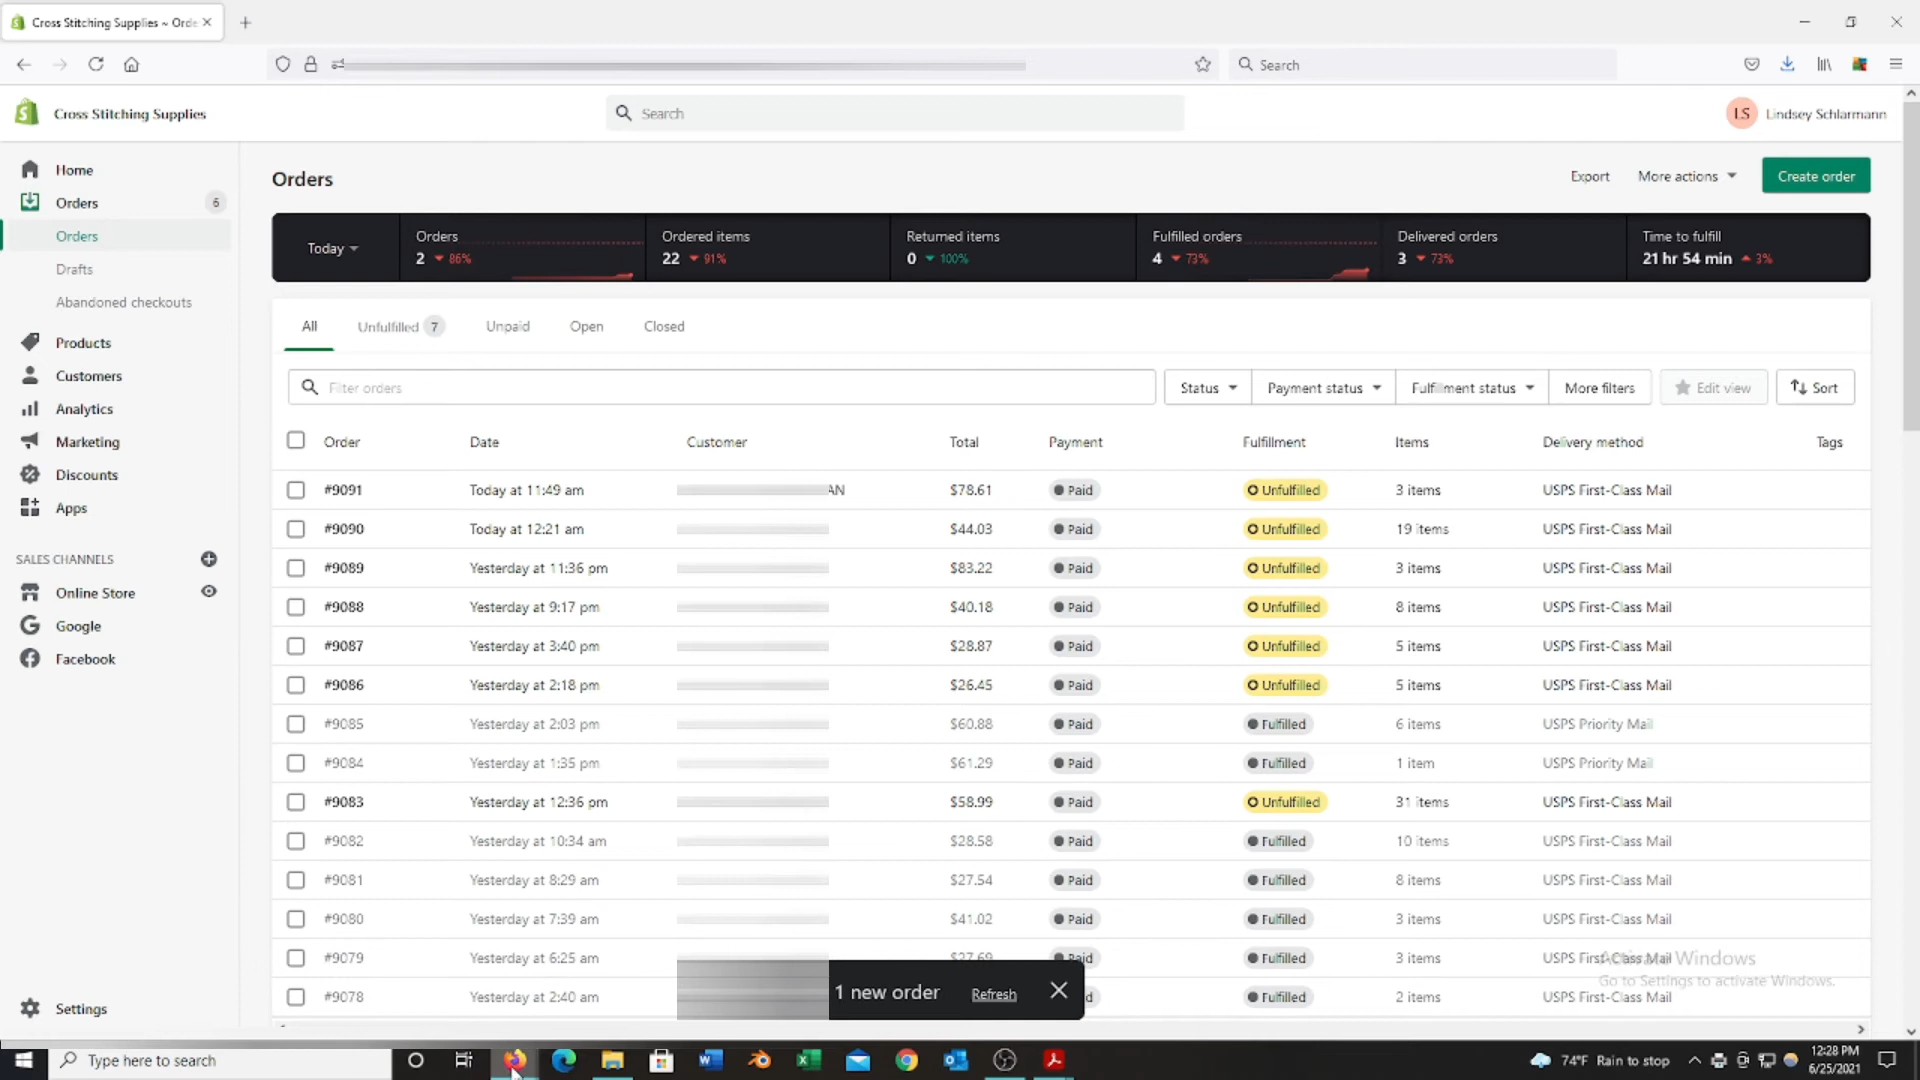 Cross Stitching Supplies ~ Orde
Search
Cross Stitching Supplies
Search
LS Lindsey Schlarmann
Home
Orders 6
Orders
Drafts
Abandoned checkouts
Products
Customers
Analytics
Marketing
Discounts
Apps
SALES CHANNELS
Online Store
Google
Facebook
Settings
Orders
Export More actions Create order
Today
Orders
2 86%
Ordered items
22 91%
Returned items
0 100%
Fulfilled orders
4 73%
Delivered orders
3 73%
Time to fulfill
21 hr 54 min 3%
All Unfulfilled 7 Unpaid Open Closed
Filter orders Status Payment status Fulfillment status More filters Edit view Sort
Order Date Customer Total Payment Fulfillment Items Delivery method Tags
#9091 Today at 11:49 am AN $78.61 Paid Unfulfilled 3 items USPS First-Class Mail
#9090 Today at 12:21 am $44.03 Paid Unfulfilled 19 items USPS First-Class Mail
#9089 Yesterday at 11:36 pm $83.22 Paid Unfulfilled 3 items USPS First-Class Mail
#9088 Yesterday at 9:17 pm $40.18 Paid Unfulfilled 8 items USPS First-Class Mail
#9087 Yesterday at 3:40 pm $28.87 Paid Unfulfilled 5 items USPS First-Class Mail
#9086 Yesterday at 2:18 pm $26.45 Paid Unfulfilled 5 items USPS First-Class Mail
#9085 Yesterday at 2:03 pm $60.88 Paid Fulfilled 6 items USPS Priority Mail
#9084 Yesterday at 1:35 pm $61.29 Paid Fulfilled 1 item USPS Priority Mail
#9083 Yesterday at 12:36 pm $58.99 Paid Unfulfilled 31 items USPS First-Class Mail
#9082 Yesterday at 10:34 am $28.58 Paid Fulfilled 10 items USPS First-Class Mail
#9081 Yesterday at 8:29 am $27.54 Paid Fulfilled 8 items USPS First-Class Mail
#9080 Yesterday at 7:39 am $41.02 Paid Fulfilled 3 items USPS First-Class Mail
#9079 Yesterday at 6:25 am $27.69 Paid Fulfilled 3 items USPS First-Class Mail
#9078 Yesterday at 2:40 am Fulfilled 2 items USPS First-Class Mail
1 new order Refresh
Activate Windows
Go to Settings to activate Windows.
Type here to search
74°F Rain to stop
12:28 PM
6/25/2021